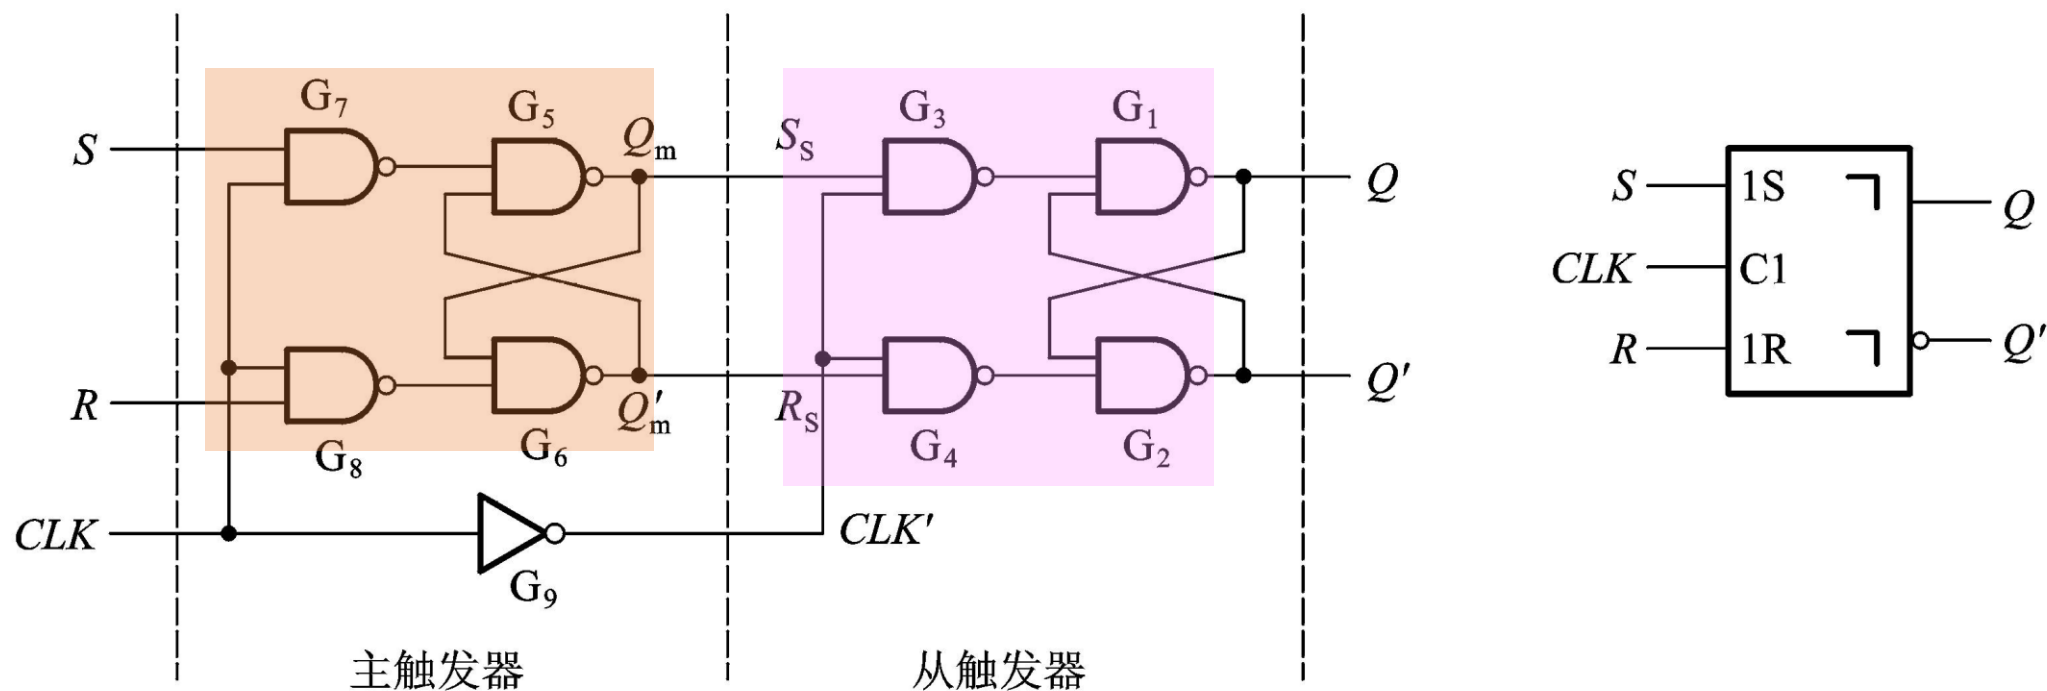 G₇
G₅
Qₘ
S
Sₛ
G₃
G₁
Q
R
Q′ₘ
Rₛ
Q′
G₈
G₆
G₄
G₂
CLK
CLK′
G₉
主触发器
从触发器
S
1S
Q
CLK
C1
R
1R
Q′